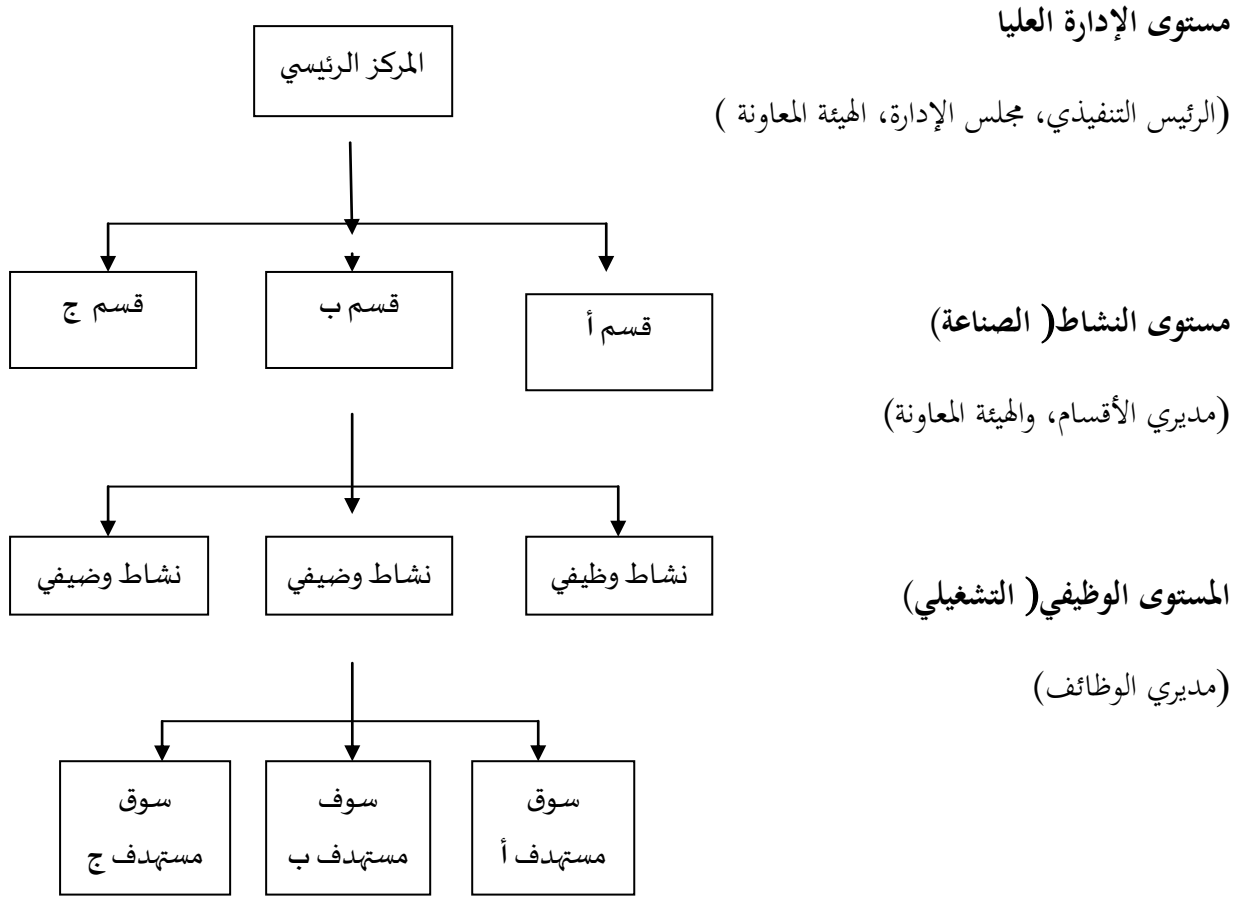 مستوى الإدارة العليا
المركز الرئيسي
(الرئيس التنفيذي، مجلس الإدارة، الهيئة المعاونة )
قسم أ
قسم ب
قسم ج
مستوى النشاط( الصناعة)
(مديري الأقسام، والهيئة المعاونة)
نشاط وظيفي
نشاط وضيفي
نشاط وضيفي
المستوى الوظيفي( التشغيلي)
(مديري الوظائف)
سوق
مستهدف أ
سوف
مستهدف ب
سوق
مستهدف ج